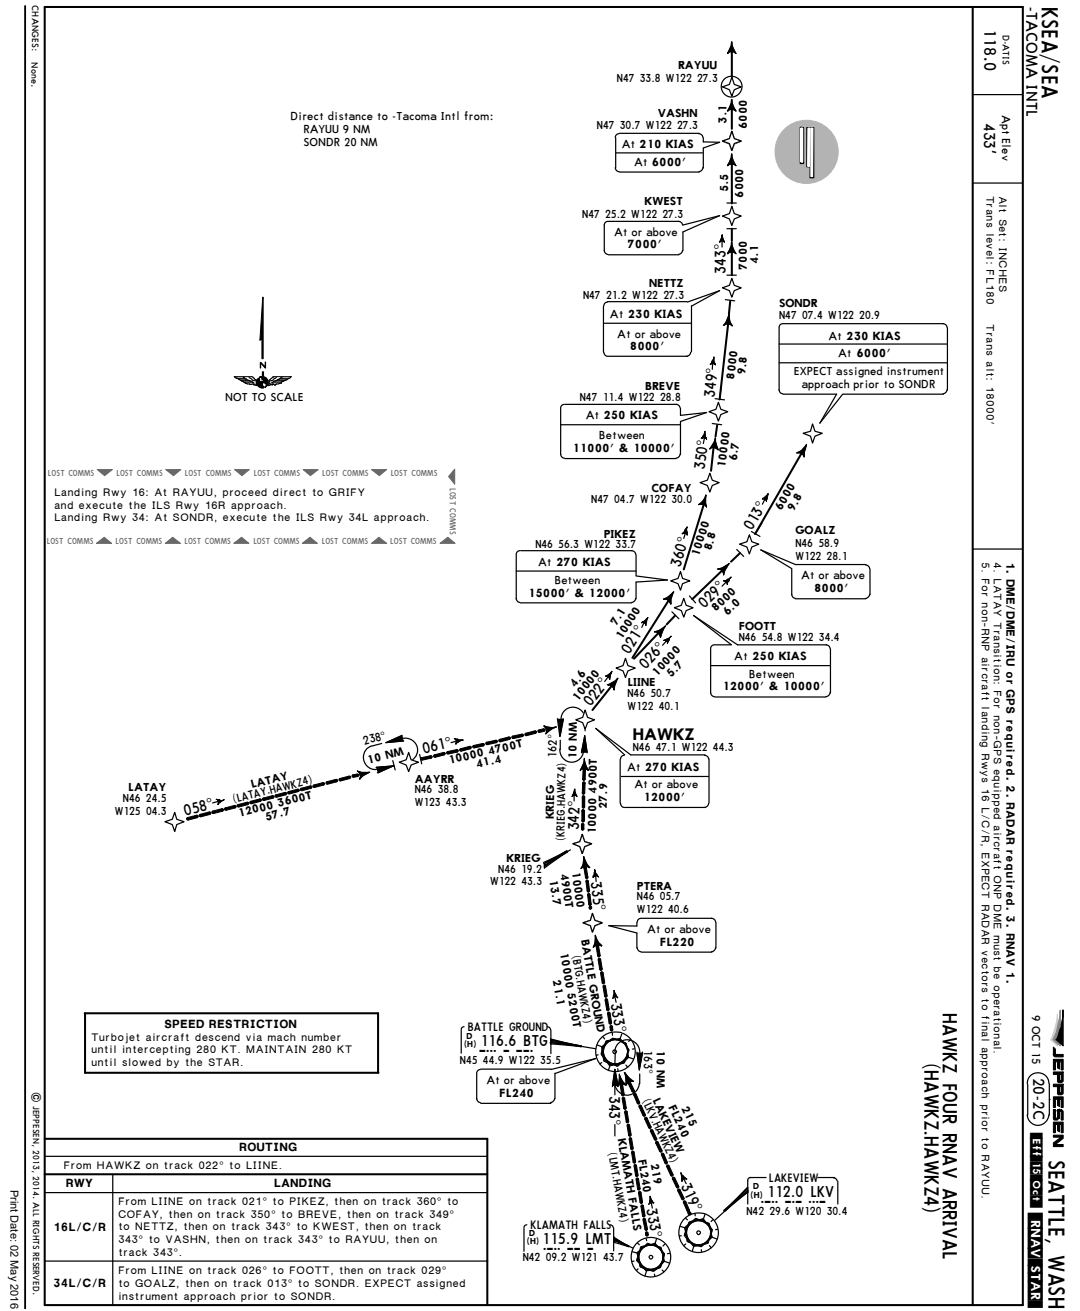 KSEA/SEA
-TACOMA INTL
JEPPESEN
SEATTLE, WASH
9 OCT 15
20-2C
Eff 15 Oct
RNAV STAR
D-ATIS
118.0
Apt Elev
433'
Alt Set: INCHES
Trans level: FL180 Trans alt: 18000'
1. DME/DME/IRU or GPS required. 2. RADAR required. 3. RNAV 1.
4. LATAY Transition: For non-GPS equipped aircraft ONP DME must be operational.
5. For non-RNP aircraft landing Rwys 16 L/C/R, EXPECT RADAR vectors to final approach prior to RAYUU.
HAWKZ FOUR RNAV ARRIVAL
(HAWKZ.HAWKZ4)
Direct distance to -Tacoma Intl from:
RAYUU 9 NM
SONDR 20 NM
RAYUU
N47 33.8 W122 27.3
3.1
6000
VASHN
N47 30.7 W122 27.3
At 210 KIAS
At 6000'
5.5
6000
KWEST
N47 25.2 W122 27.3
At or above
7000'
343°
7000
4.1
NETTZ
N47 21.2 W122 27.3
At 230 KIAS
At or above
8000'
349°
8000
9.8
SONDR
N47 07.4 W122 20.9
At 230 KIAS
At 6000'
EXPECT assigned instrument
approach prior to SONDR
BREVE
N47 11.4 W122 28.8
At 250 KIAS
Between
11000' & 10000'
350°
10000
6.7
COFAY
N47 04.7 W122 30.0
360°
10000
8.8
013°
6000
9.8
GOALZ
N46 58.9
W122 28.1
At or above
8000'
PIKEZ
N46 56.3 W122 33.7
At 270 KIAS
Between
15000' & 12000'
029°
8000
6.0
FOOTT
N46 54.8 W122 34.4
At 250 KIAS
Between
12000' & 10000'
7.1
10000
021°
026°
10000
5.7
LIINE
N46 50.7
W122 40.1
4.6
10000
022°
HAWKZ
N46 47.1 W122 44.3
At 270 KIAS
At or above
12000'
162°
10 NM
N
NOT TO SCALE
LOST COMMS LOST COMMS LOST COMMS LOST COMMS LOST COMMS LOST COMMS
Landing Rwy 16: At RAYUU, proceed direct to GRIFY
and execute the ILS Rwy 16R approach.
Landing Rwy 34: At SONDR, execute the ILS Rwy 34L approach.
LOST COMMS
LOST COMMS LOST COMMS LOST COMMS LOST COMMS LOST COMMS LOST COMMS
238°
10 NM
061°
10000 4700T
41.4
AAYRR
N46 38.8
W123 43.3
LATAY
N46 24.5
W125 04.3
058°
LATAY
(LATAY.HAWKZ4)
12000 3600T
57.7
KRIEG
(KRIEG.HAWKZ4)
342°
10000 4900T
27.9
KRIEG
N46 19.2
W122 43.3
335°
10000
4900T
13.7
PTERA
N46 05.7
W122 40.6
At or above
FL220
BATTLE GROUND
(BTG.HAWKZ4)
10000 5200T
21.1
333°
BATTLE GROUND
D
(H) 116.6 BTG
N45 44.9 W122 35.5
At or above
FL240
10 NM
163°
215
FL240
LAKEVIEW
(LKV.HAWKZ4)
319°
LAKEVIEW
D
(H) 112.0 LKV
N42 29.6 W120 30.4
343°
219
FL240
KLAMATH FALLS
(LMT.HAWKZ4)
333°
KLAMATH FALLS
D
(H) 115.9 LMT
N42 09.2 W121 43.7
SPEED RESTRICTION
Turbojet aircraft descend via mach number
until intercepting 280 KT. MAINTAIN 280 KT
until slowed by the STAR.
ROUTING
From HAWKZ on track 022° to LIINE.
RWY LANDING
16L/C/R
From LIINE on track 021° to PIKEZ, then on track 360° to
COFAY, then on track 350° to BREVE, then on track 349°
to NETTZ, then on track 343° to KWEST, then on track
343° to VASHN, then on track 343° to RAYUU, then on
track 343°.
34L/C/R
From LIINE on track 026° to FOOTT, then on track 029°
to GOALZ, then on track 013° to SONDR. EXPECT assigned
instrument approach prior to SONDR.
CHANGES: None.
© JEPPESEN, 2013, 2014. ALL RIGHTS RESERVED.
Print Date: 02 May 2016